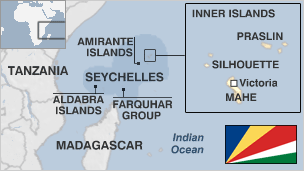 INNER ISLANDS
PRASLIN
AMIRANTE
ISLANDS
SILHOUETTE
TANZANIA
SEYCHELLES
Victoria
MAHE
ALDABRA
ISLANDS
FARQUHAR
GROUP
Indian
Ocean
MADAGASCAR